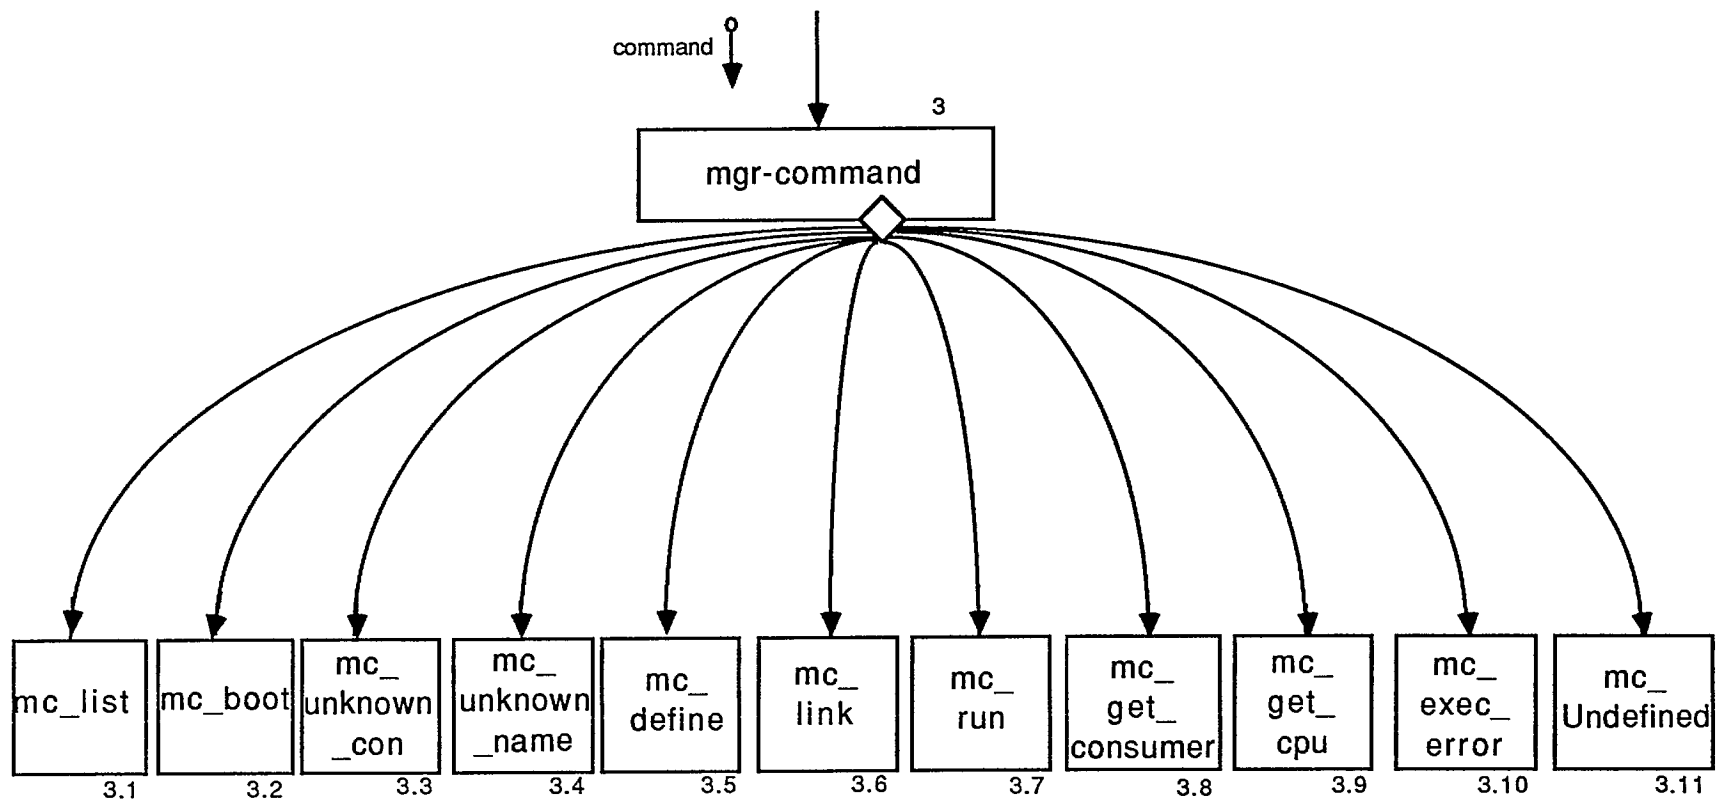 command
3
mgr-command
mc_list
mc_boot
mc_
unknown
_con
mc_
unknown
_name
mc_
define
mc_
link
mc_
run
mc_
get_
consumer
mc_
get_
cpu
mc_
exec_
error
mc_
Undefined
3.1
3.2
3.3
3.4
3.5
3.6
3.7
3.8
3.9
3.10
3.11